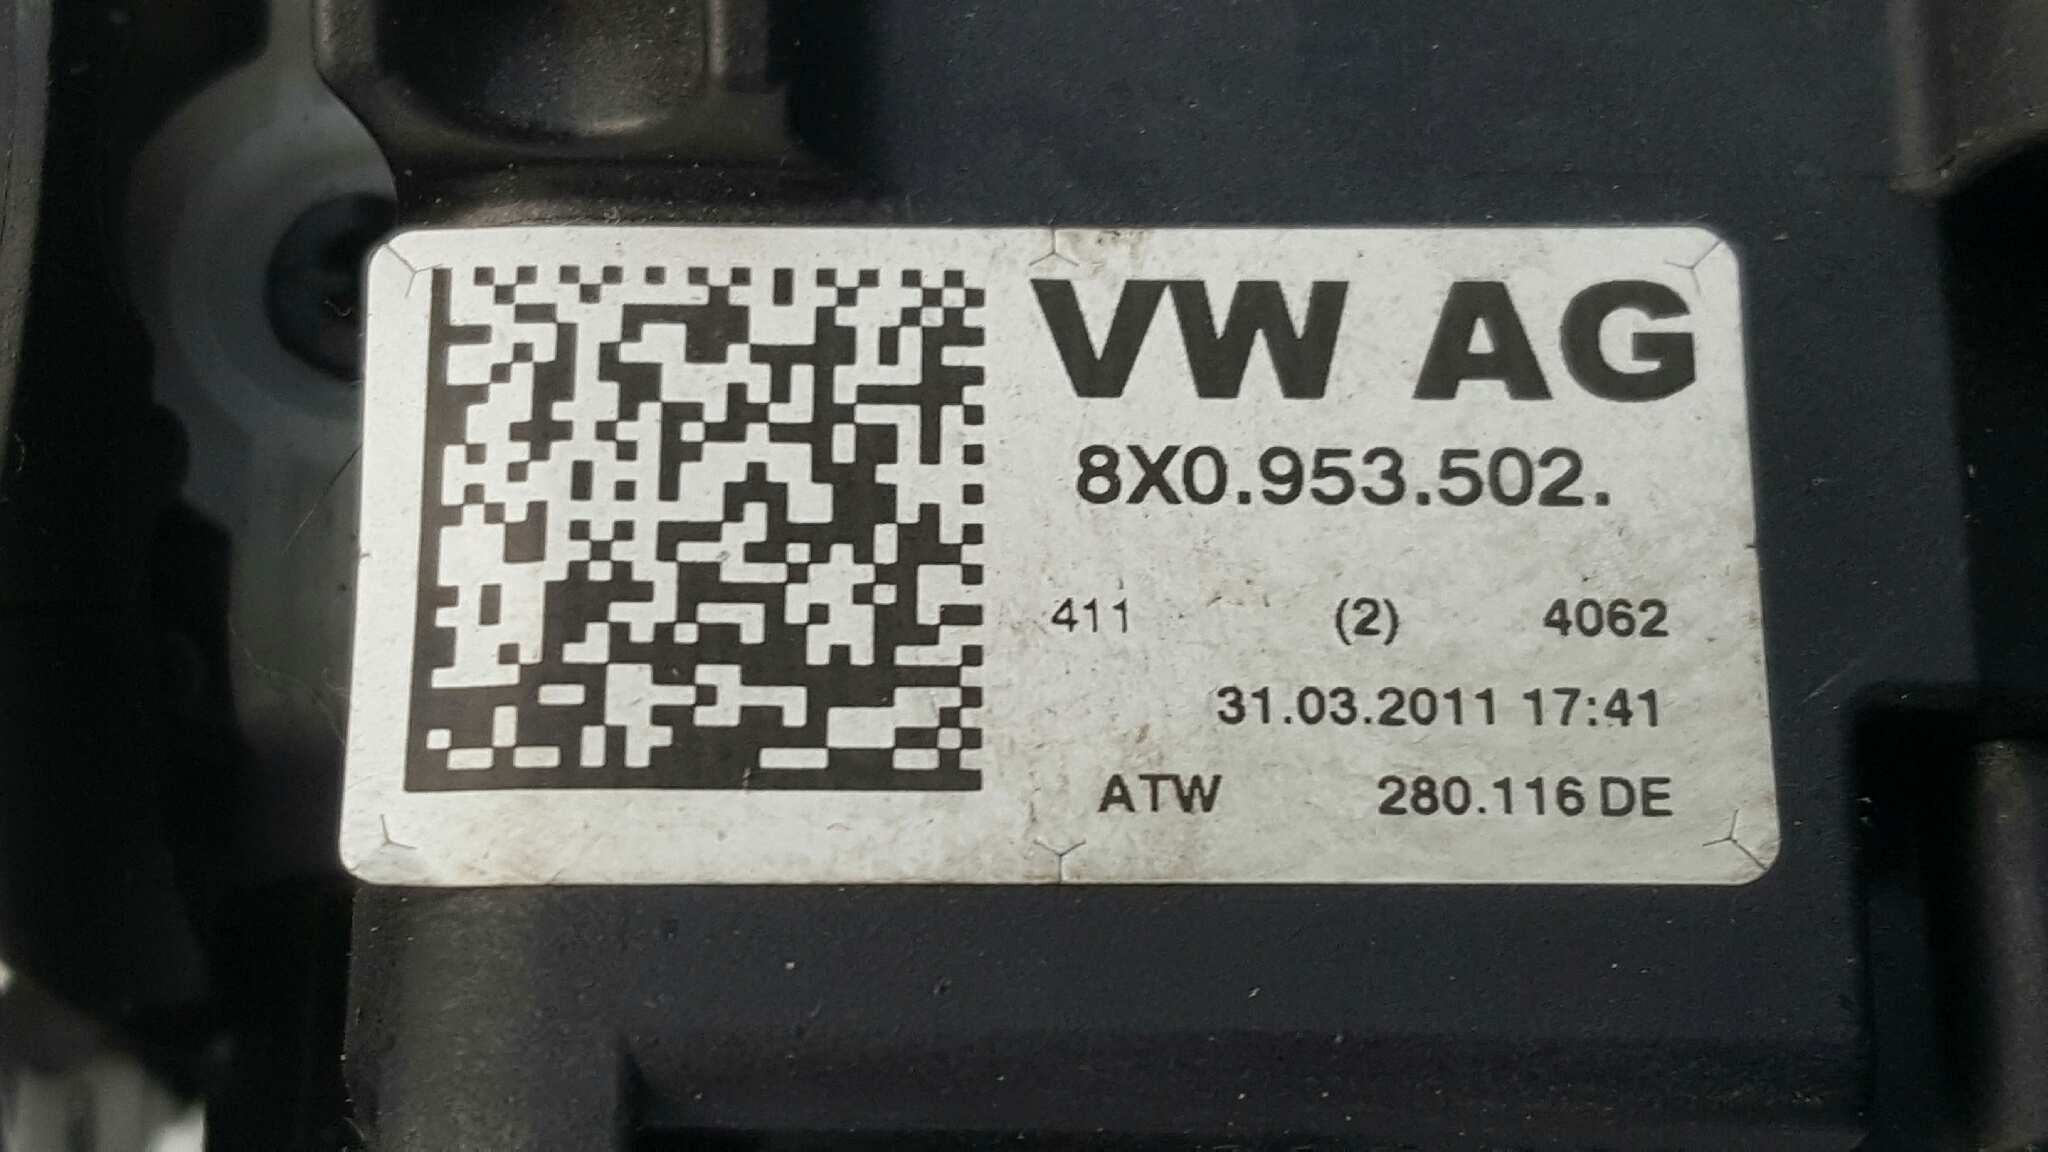 VW AG
8X0.953.502.
411 (2) 4062
31.03.2011 17:41
ATW 280.116 DE